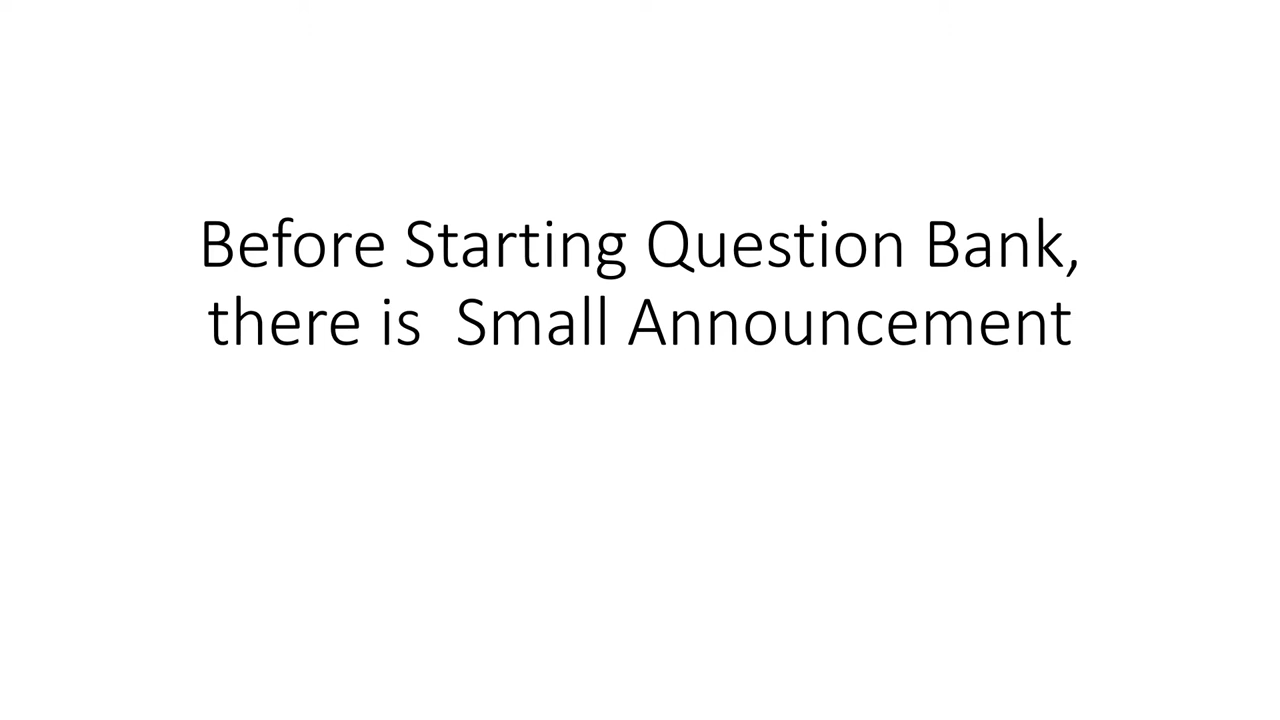 Before Starting Question Bank,
there is  Small Announcement